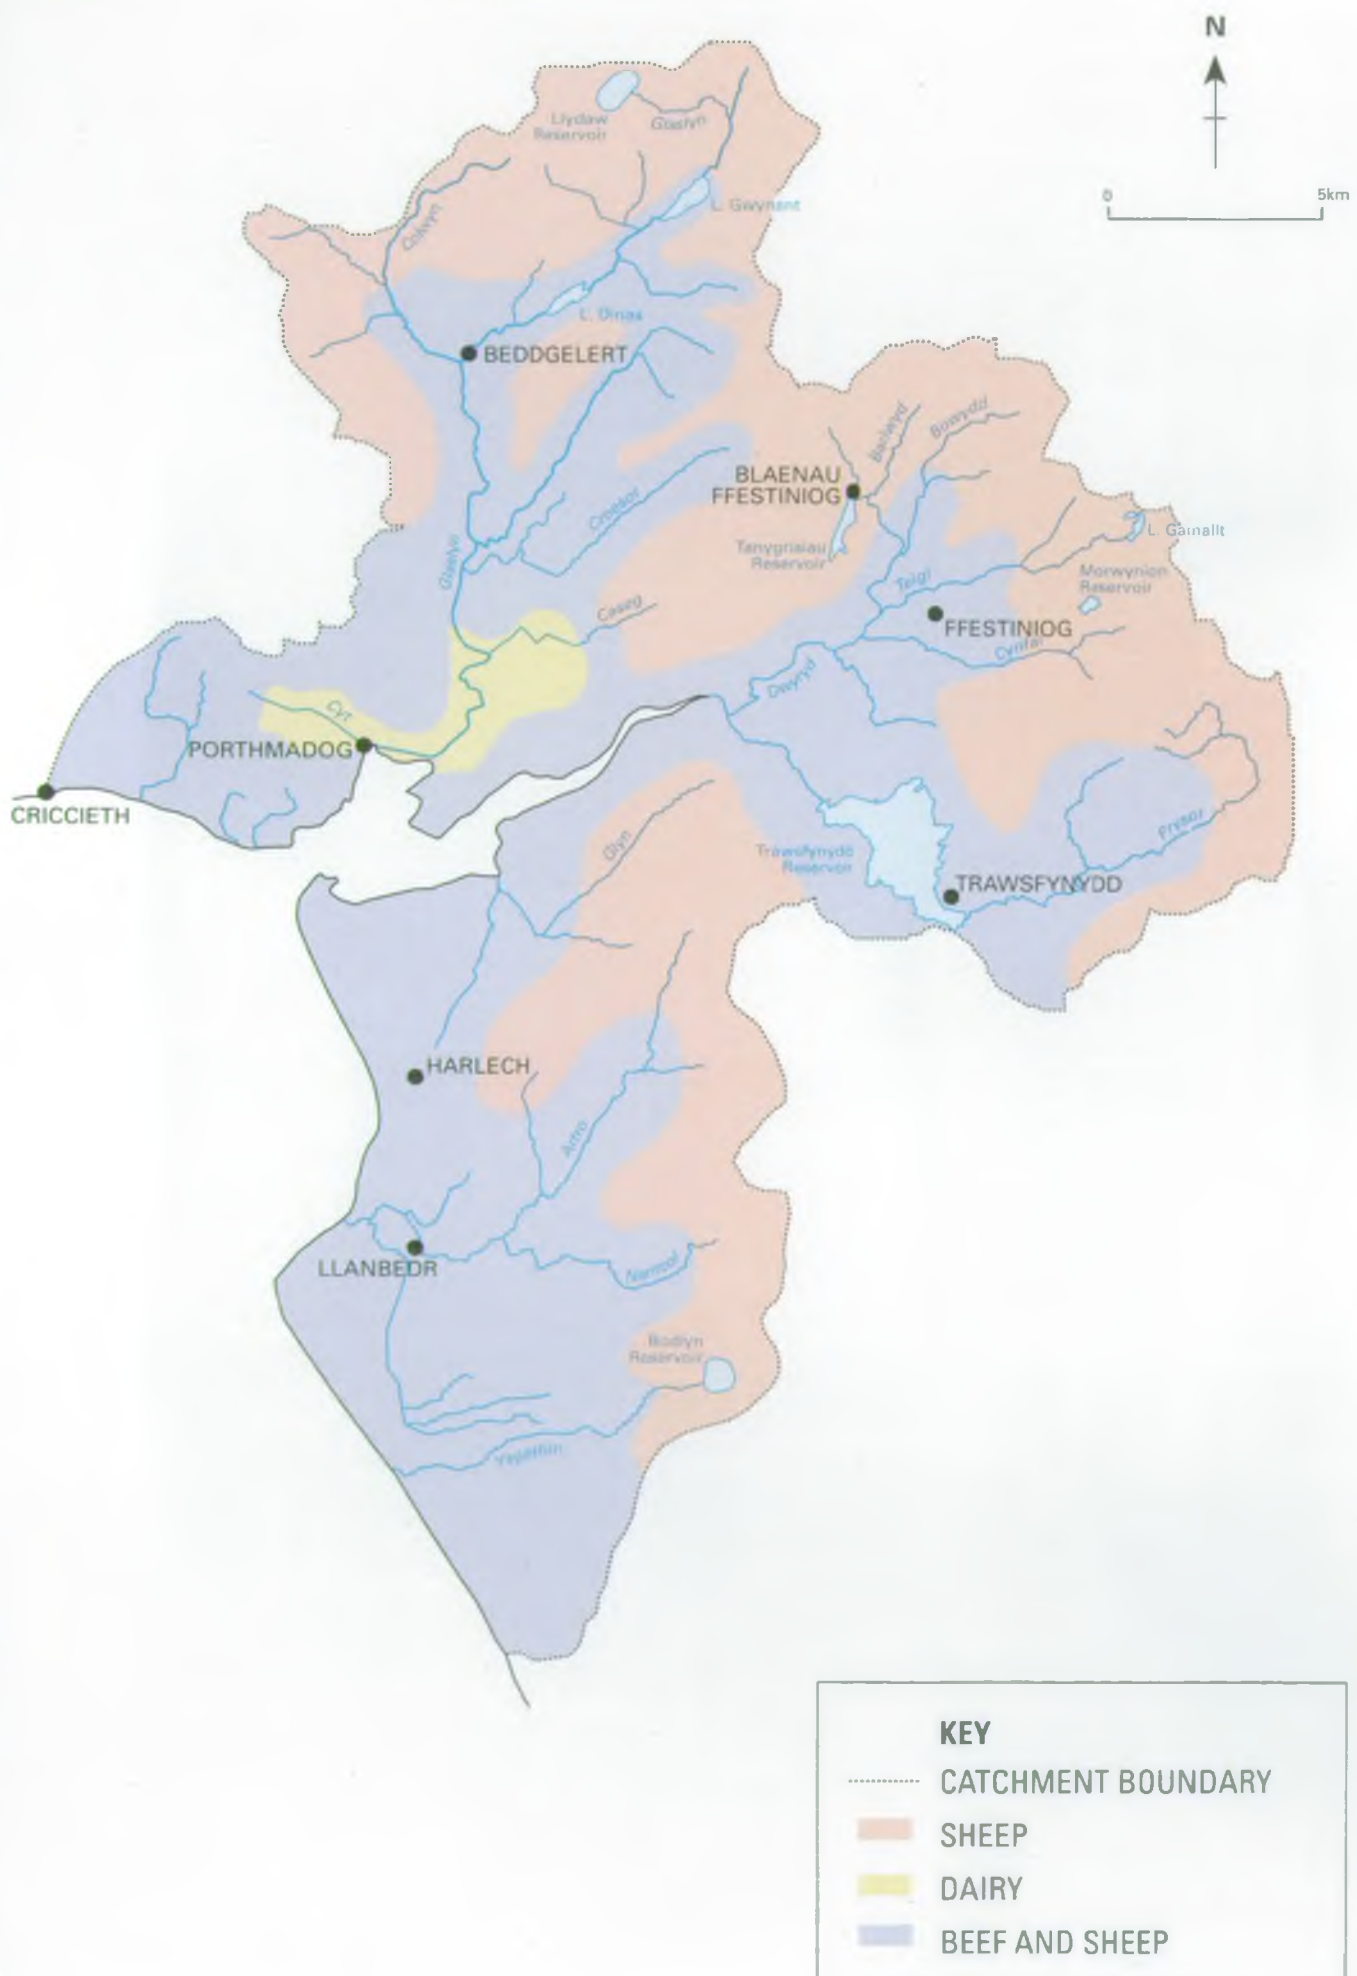 N
0 5km
Llydaw
Reservoir
Glaslyn
L. Gwynant
Colwyn
L. Dinas
BEDDGELERT
Barlwyd
Bowydd
BLAENAU
FFESTINIOG
Croesor
L. Gamallt
Tanygrisiau
Reservoir
Glaslyn
Teigl
Morwynion
Reservoir
Caseg
FFESTINIOG
Cynfal
Dwyryd
Cyt
PORTHMADOG
CRICCIETH
Prysor
Glyn
Trawsfynydd
Reservoir
TRAWSFYNYDD
HARLECH
Artro
LLANBEDR
Nantcol
Bodlyn
Reservoir
Ysgethin
KEY
CATCHMENT BOUNDARY
SHEEP
DAIRY
BEEF AND SHEEP